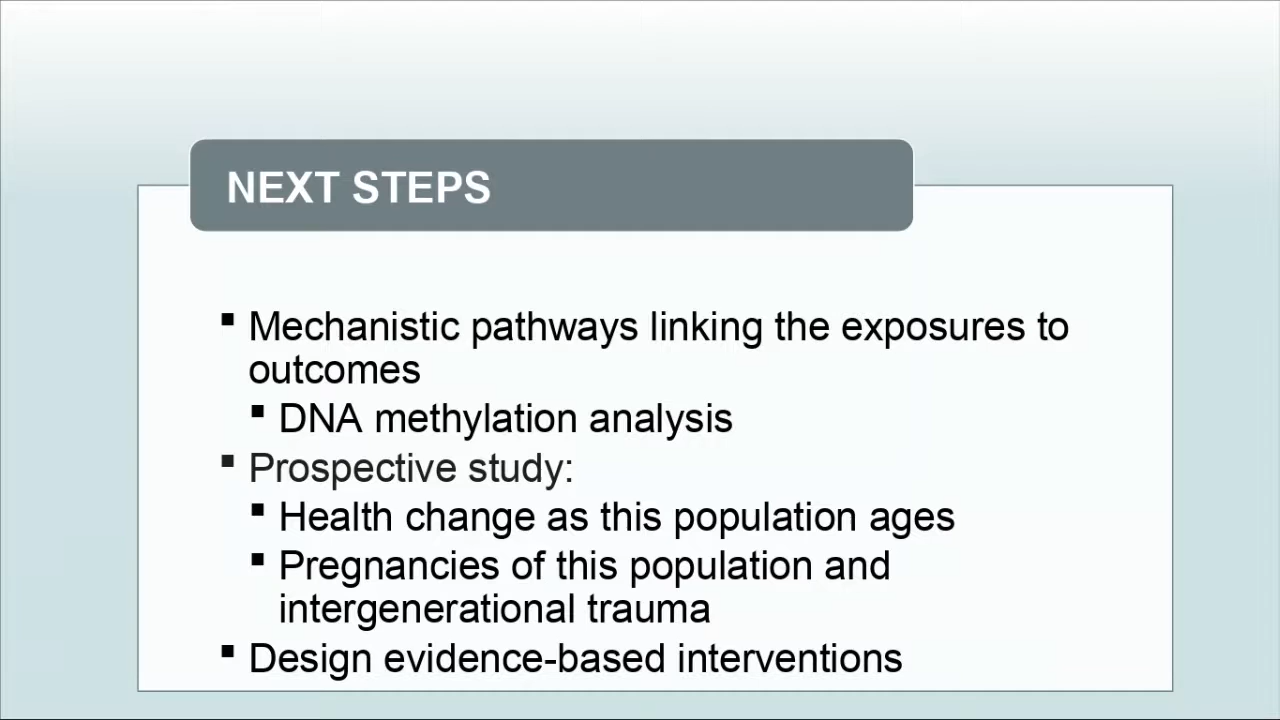 NEXT STEPS
▪ Mechanistic pathways linking the exposures to
outcomes
▪ DNA methylation analysis
▪ Prospective study:
▪ Health change as this population ages
▪ Pregnancies of this population and
intergenerational trauma
▪ Design evidence-based interventions